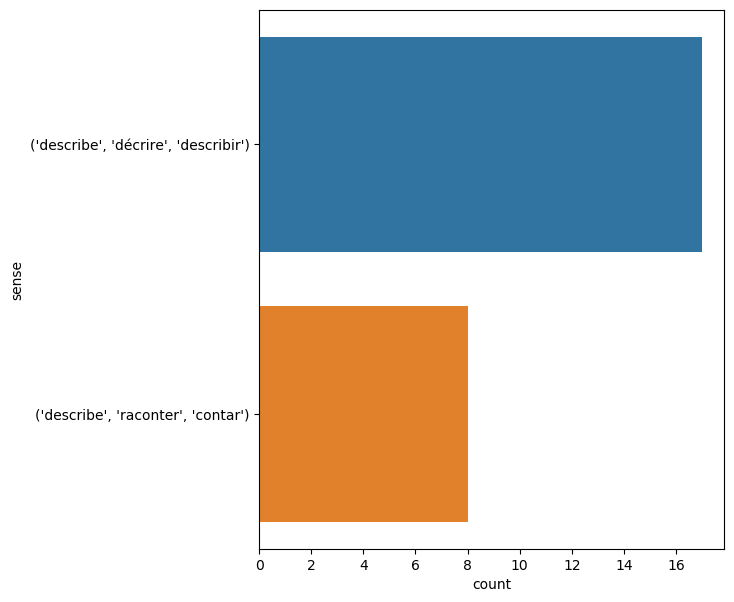 ('describe', 'décrire', 'describir')
sense
('describe', 'raconter', 'contar')
0 2 4 6 8 10 12 14 16
count